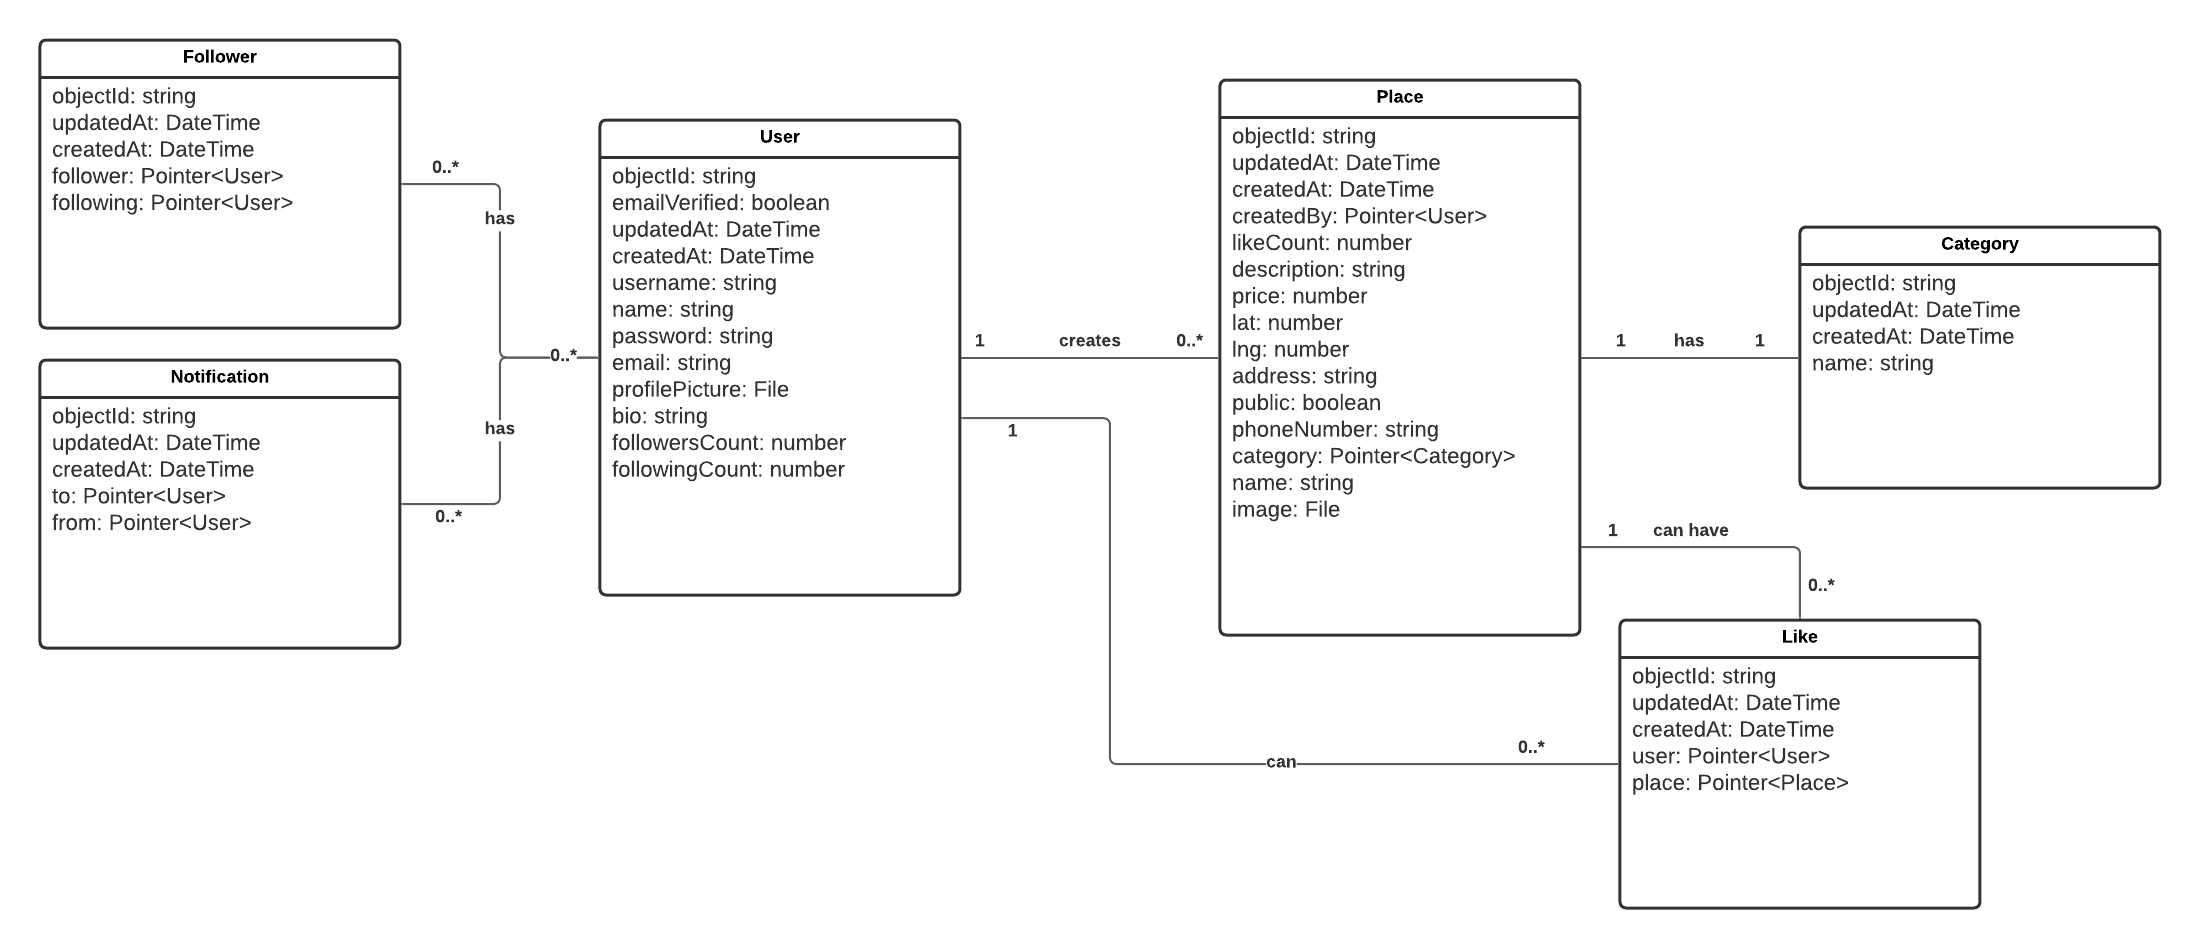 Follower
objectId: string
updatedAt: DateTime
createdAt: DateTime
follower: Pointer<User>
following: Pointer<User>
0..*
has
Notification
objectId: string
updatedAt: DateTime
createdAt: DateTime
to: Pointer<User>
from: Pointer<User>
has
0..*
0..*
User
objectId: string
emailVerified: boolean
updatedAt: DateTime
createdAt: DateTime
username: string
name: string
password: string
email: string
profilePicture: File
bio: string
followersCount: number
followingCount: number
1 creates 0..*
1
can
0..*
Place
objectId: string
updatedAt: DateTime
createdAt: DateTime
createdBy: Pointer<User>
likeCount: number
description: string
price: number
lat: number
lng: number
address: string
public: boolean
phoneNumber: string
category: Pointer<Category>
name: string
image: File
1 has 1
Category
objectId: string
updatedAt: DateTime
createdAt: DateTime
name: string
1 can have
0..*
Like
objectId: string
updatedAt: DateTime
createdAt: DateTime
user: Pointer<User>
place: Pointer<Place>